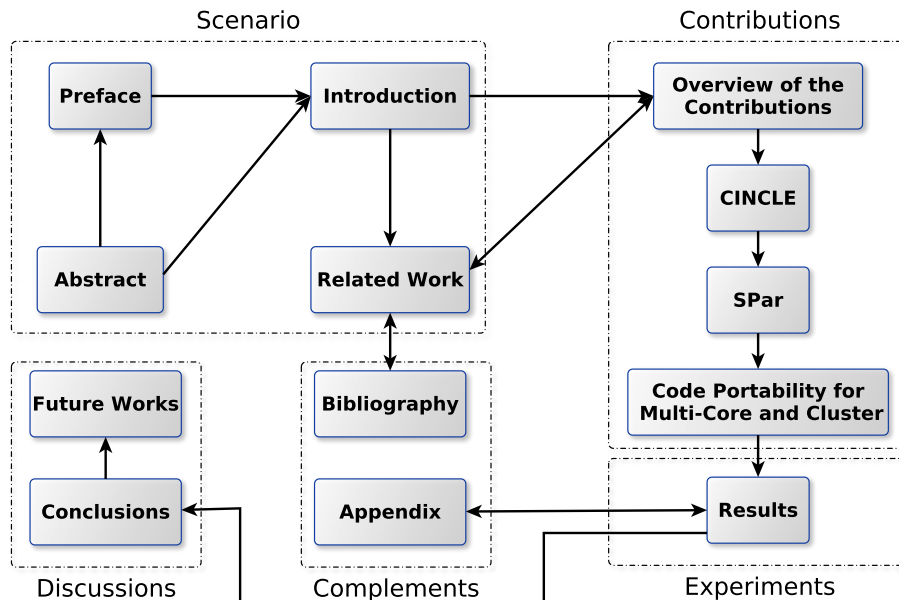 Scenario
Contributions
Preface
Introduction
Overview of the
Contributions
CINCLE
Abstract
Related Work
SPar
Future Works
Bibliography
Code Portability for
Multi-Core and Cluster
Conclusions
Appendix
Results
Discussions
Complements
Experiments